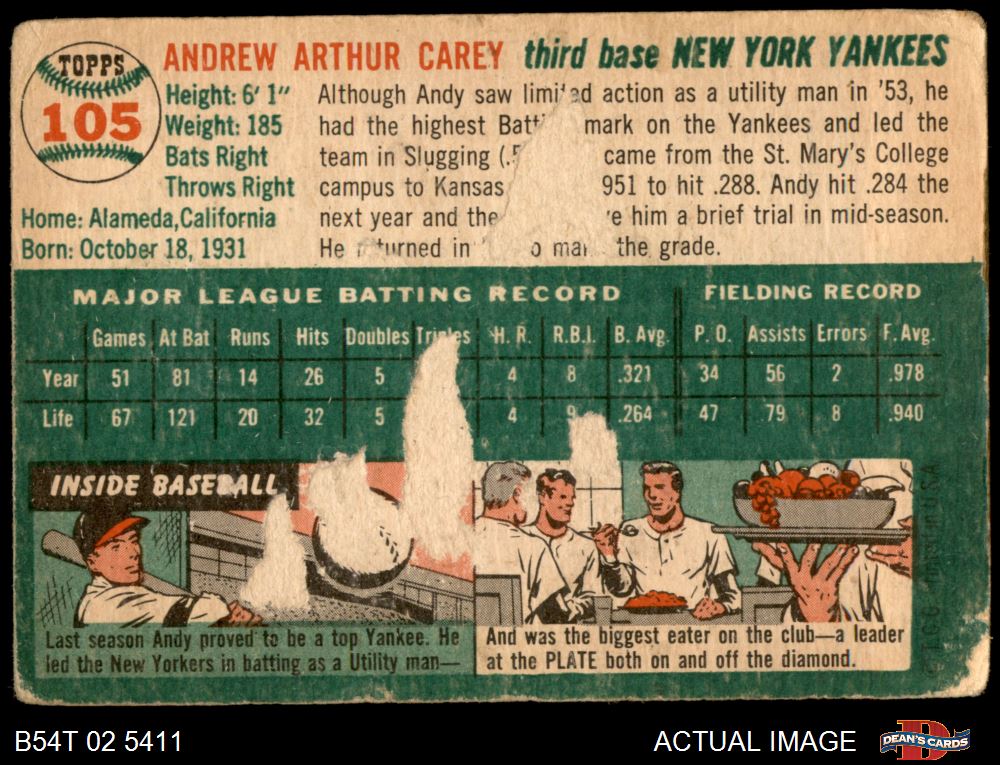 TOPPS
105
ANDREW ARTHUR CAREY third base NEW YORK YANKEES
Height: 6' 1"
Weight: 185
Bats Right
Throws Right
Home: Alameda, California
Born: October 18, 1931
Although Andy saw limited action as a utility man in '53, he
had the highest Batt mark on the Yankees and led the
team in Slugging (.5 came from the St. Mary's College
campus to Kansas 951 to hit .288. Andy hit .284 the
next year and the him a brief trial in mid-season.
He returned in the grade.
MAJOR LEAGUE BATTING RECORD FIELDING RECORD
Games At Bat Runs Hits Doubles Triples H. R. R.B.I. B. Avg. P. O. Assists Errors F. Avg.
Year 51 81 14 26 5 4 8 .321 34 56 2 .978
Life 67 121 20 32 5 4 9 .264 47 .79 8 .940
INSIDE BASEBALL
Last season Andy proved to be a top Yankee. He
led the New Yorkers in batting as a Utility man—
And was the biggest eater on the club—a leader
at the PLATE both on and off the diamond.
B54T 02 5411
ACTUAL IMAGE
DEAN'S CARDS